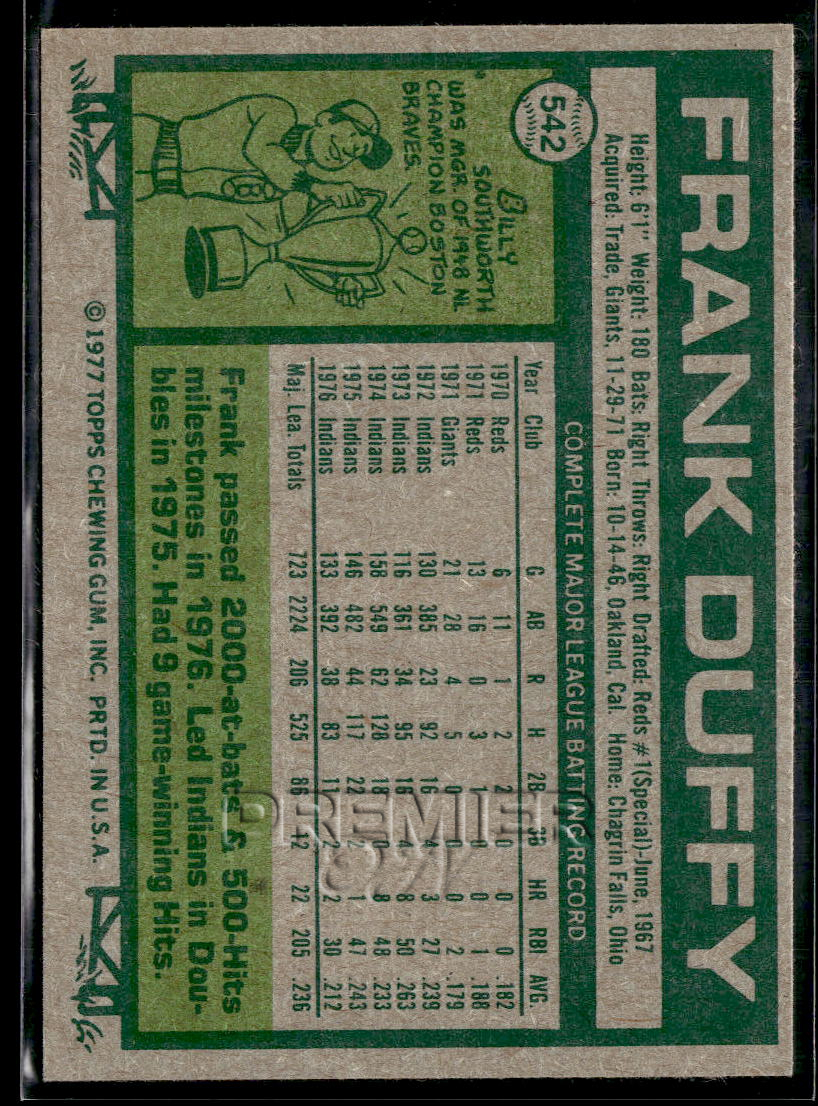 FRANK DUFFY
542
Height: 6'1" Weight: 180 Bats: Right Throws: Right Drafted: Reds #1(Special)-June, 1967
Acquired: Trade, Giants, 11-29-71 Born: 10-14-46, Oakland, Cal. Home: Chagrin Falls, Ohio
COMPLETE MAJOR LEAGUE BATTING RECORD
Year Club G AB R H 2B 3B HR RBI AVG.
1970 Reds 6 11 1 2 2 0 0 0 .182
1971 Reds 13 16 0 3 1 0 0 1 .188
1971 Giants 21 28 4 5 0 0 0 2 .179
1972 Indians 130 385 23 92 16 4 3 27 .239
1973 Indians 116 361 34 95 16 4 8 50 .263
1974 Indians 158 549 62 128 18 0 8 48 .233
1975 Indians 146 482 44 117 22 2 1 47 .243
1976 Indians 133 392 38 83 11 2 2 30 .212
Maj. Lea. Totals 723 2224 206 525 86 12 22 205 .236
BILLY
SOUTHWORTH
WAS MGR. OF 1948 NL
CHAMPION BOSTON
BRAVES.
B
Frank passed 2000-at-bats & 500-Hits
milestones in 1976. Led Indians in Dou-
bles in 1975. Had 9 game-winning Hits.
© 1977 TOPPS CHEWING GUM, INC. PRTD. IN U.S.A.
PREMIER